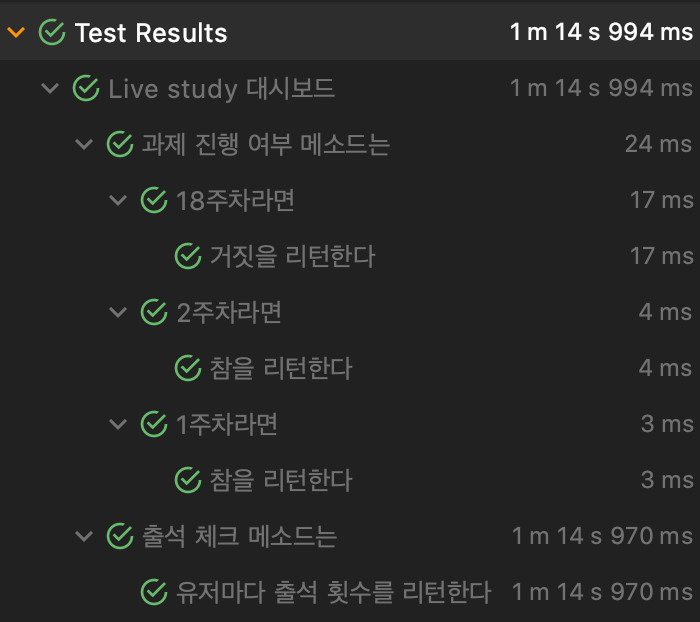 Test Results 1 m 14 s 994 ms
Live study 대시보드 1 m 14 s 994 ms
과제 진행 여부 메소드는 24 ms
18주차라면 17 ms
거짓을 리턴한다 17 ms
2주차라면 4 ms
참을 리턴한다 4 ms
1주차라면 3 ms
참을 리턴한다 3 ms
출석 체크 메소드는 1 m 14 s 970 ms
유저마다 출석 횟수를 리턴한다 1 m 14 s 970 ms